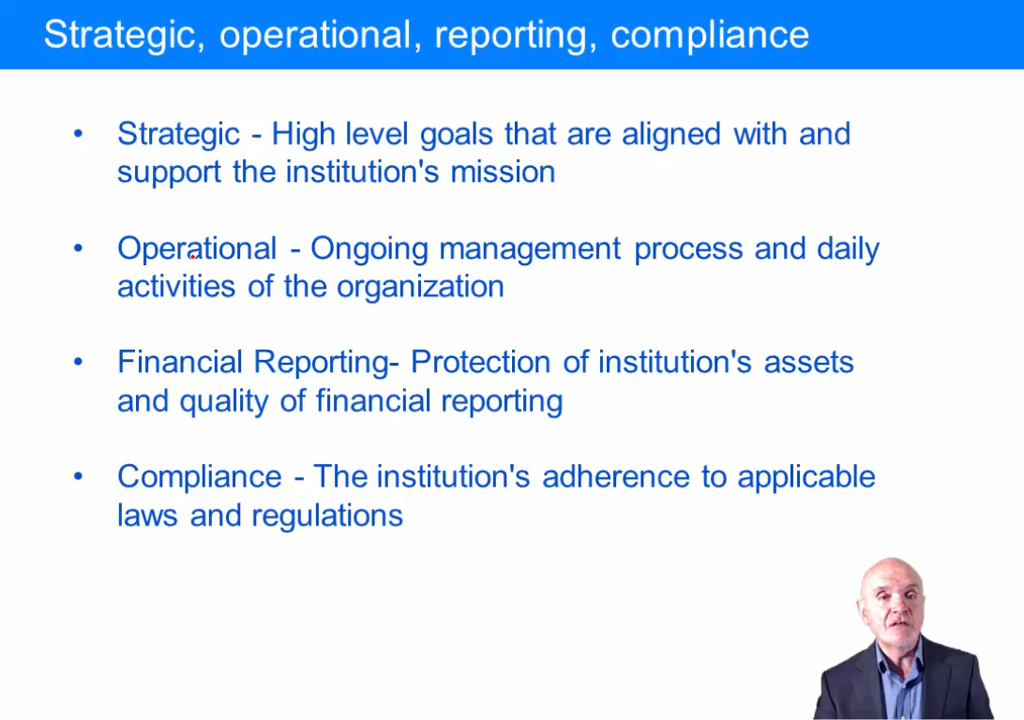 Strategic, operational, reporting, compliance
• Strategic - High level goals that are aligned with and
support the institution's mission
• Operational - Ongoing management process and daily
activities of the organization
• Financial Reporting- Protection of institution's assets
and quality of financial reporting
• Compliance - The institution's adherence to applicable
laws and regulations